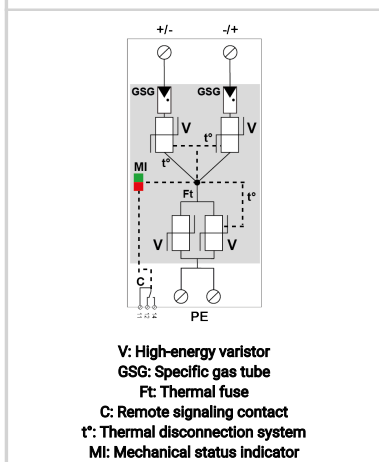 +/- -/+
GSG GSG
V V
t°
t°
MI
t°
Ft
V V
C
PE
V: High-energy varistor
GSG: Specific gas tube
Ft: Thermal fuse
C: Remote signaling contact
t°: Thermal disconnection system
MI: Mechanical status indicator